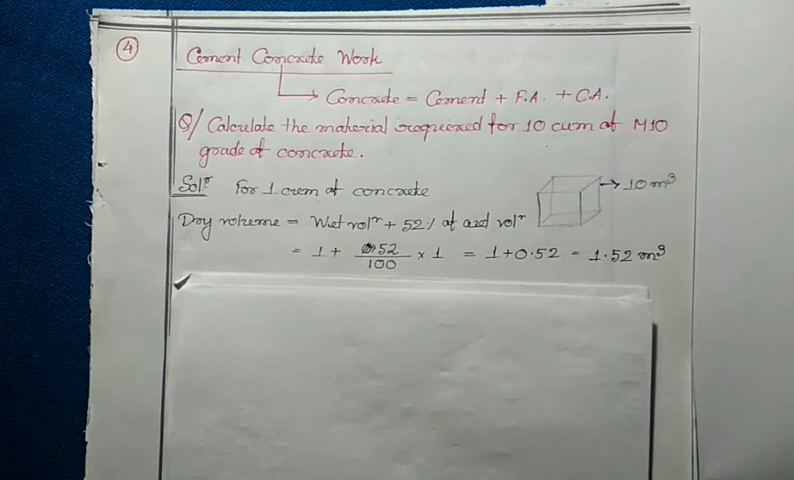 4
Cement Concrete Work
Concrete = Cement + F.A. + C.A.
Q/ Calculate the material required for 10 cum of M10
grade of concrete.
Solⁿ For 1 cum of concrete
→ 10 m³
Dry volume = Wet volⁿ + 52% of wet volⁿ
= 1 + 52/100 × 1 = 1+0.52 = 1.52 m³